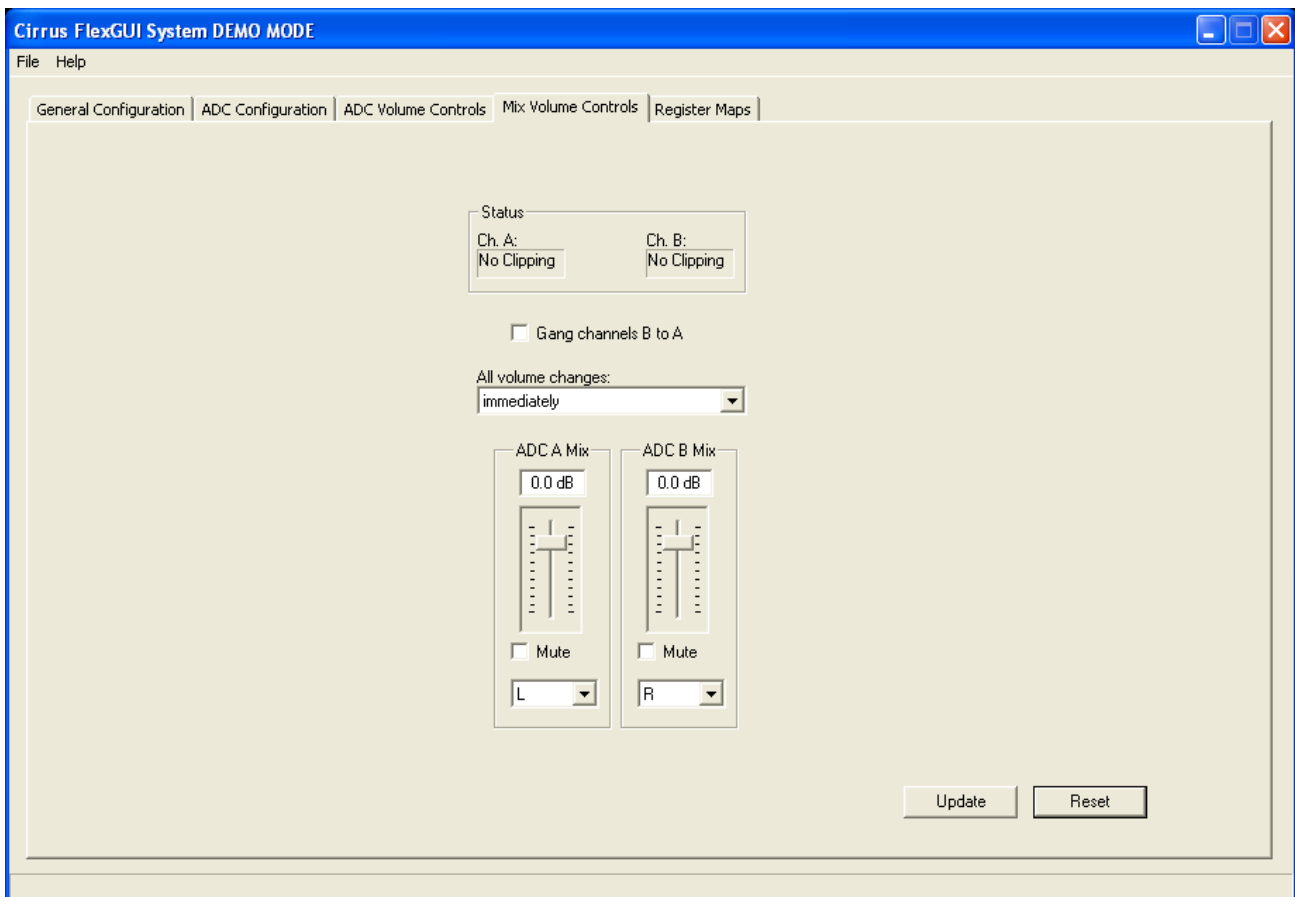 Cirrus FlexGUI System DEMO MODE
File Help
General Configuration ADC Configuration ADC Volume Controls Mix Volume Controls Register Maps
Status
Ch. A: Ch. B:
No Clipping No Clipping
Gang channels B to A
All volume changes:
immediately
ADC A Mix ADC B Mix
0.0 dB 0.0 dB
Mute Mute
L R
Update Reset